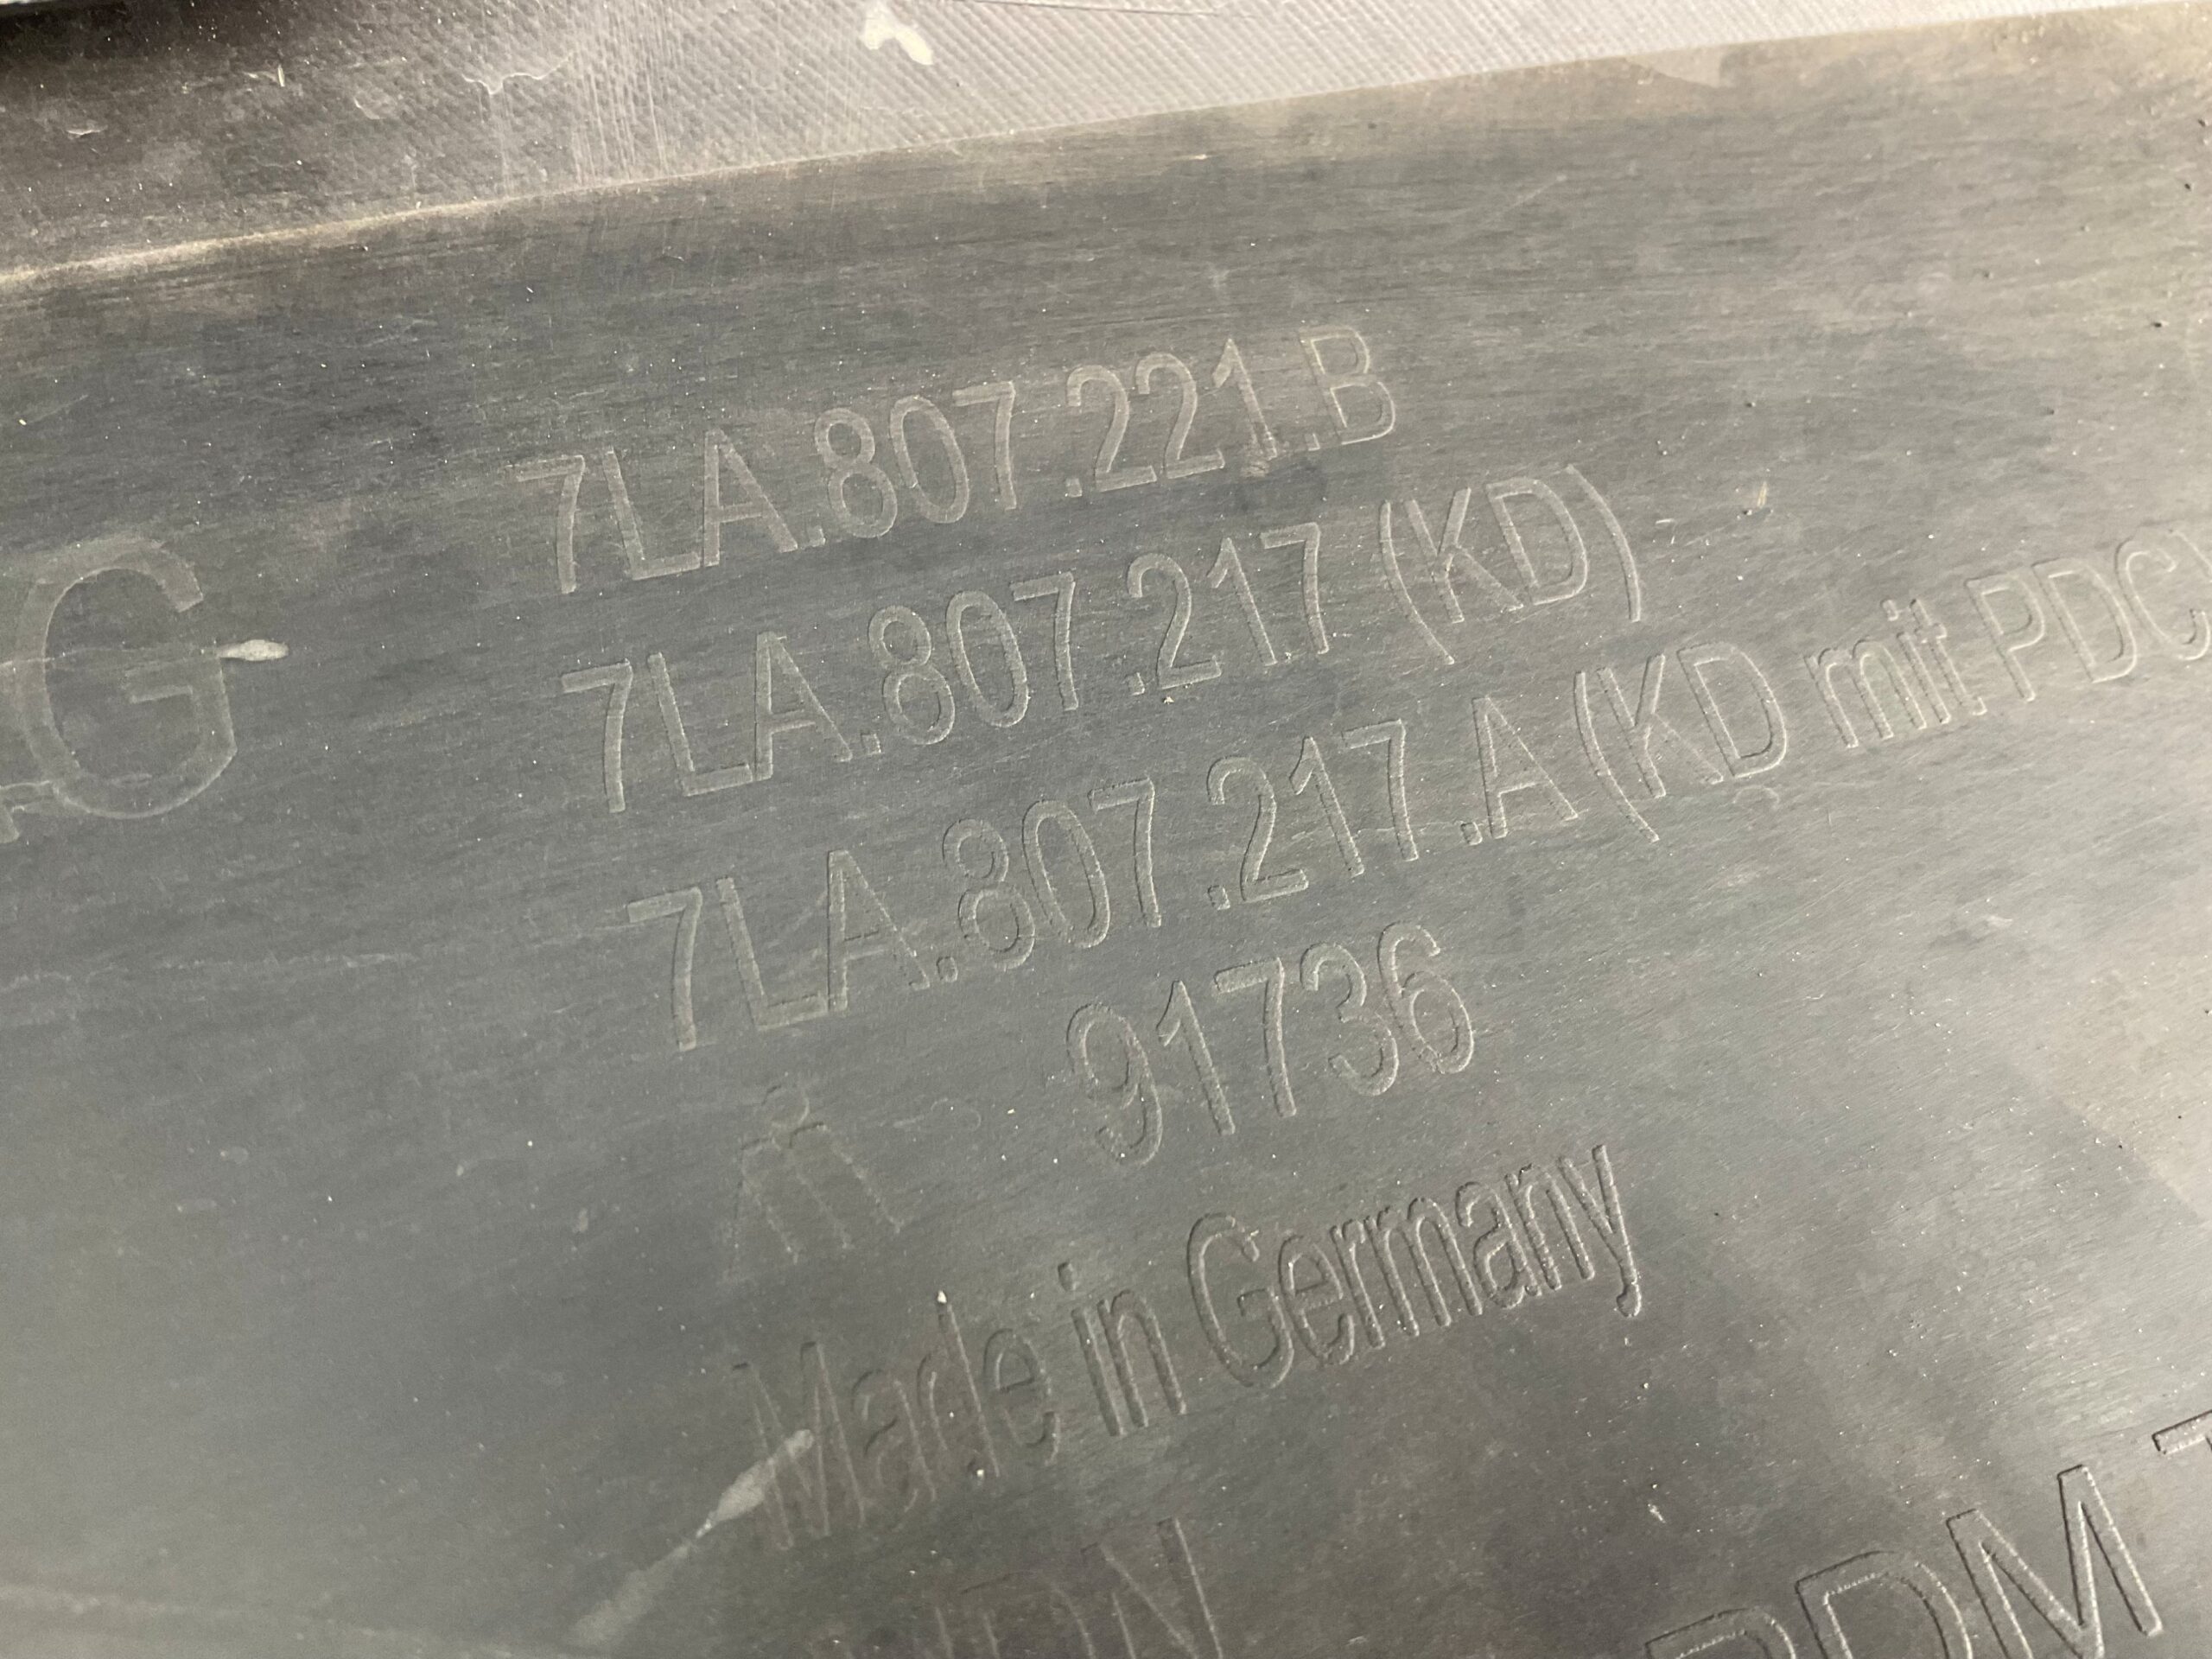 7LA.807.221.B
7LA.807.217 (KD)
7LA.807.217.A (KD mit PDC)
91736
Made in Germany